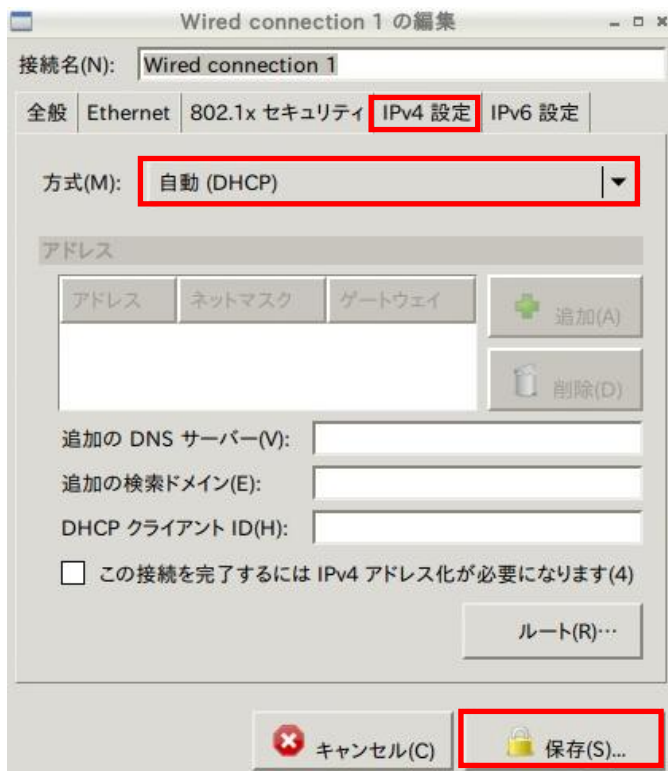 Wired connection 1 の編集
接続名(N): Wired connection 1
全般 Ethernet 802.1x セキュリティ IPv4 設定 IPv6 設定
方式(M): 自動 (DHCP)
アドレス
アドレス ネットマスク ゲートウェイ 追加(A)
削除(D)
追加の DNS サーバー(V):
追加の検索ドメイン(E):
DHCP クライアント ID(H):
この接続を完了するには IPv4 アドレス化が必要になります(4)
ルート(R)…
キャンセル(C) 保存(S)...